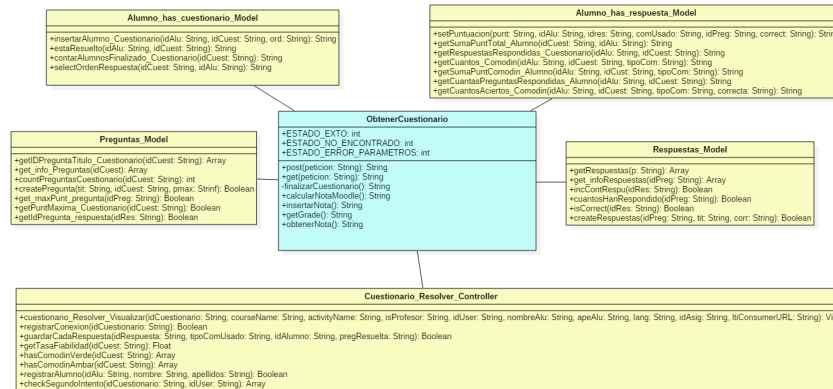 Alumno_has_cuestionario_Model
+insertarAlumno_Cuestionario(idAlu: String, idCuest: String, ord: String): String
+estaResuelto(idAlu: String, idCuest: String): String
+contarAlumnosFinalizado_Cuestionario(idCuest: String): String
+selectOrdenRespuesta(idCuest: String, idAlu: String): String
Alumno_has_respuesta_Model
+setPuntuacion(punt: String, idAlu: String, idres: String, comUsado: String, idPreg: String, correct: String): Strin
+getSumaPuntTotal_Alumno(idCuest: String, idAlu: String): String
+getRespuestasRespondidas_Cuestionario(idAlu: String, idCuest: String): String
+getCuantos_Comodin(idAlu: String, idCuest: String, tipoCom: String): String
+getSumaPuntComodin_Alumno(idAlu: String, idCust: String, tipoCom: String): String
+getCuantasPreguntasRespondidas_Alumno(idAlu: String, idCuest: String): String
+getCuantosAciertos_Comodin(idAlu: String, idCuest: String, tipoCom: String, correcta: String): String
ObtenerCuestionario
+ESTADO_EXTO: int
+ESTADO_NO_ENCONTRADO: int
+ESTADO_ERROR_PARAMETROS: int
+post(peticion: String): String
+get(peticion: String): String
-finalizarCuestionario(): String
+calcularNotaMoodle(): String
+insertarNota(): String
+getGrade(): String
+obtenerNota(): String
Preguntas_Model
+getIDPreguntaTitulo_Cuestionario(idCuest: String): Array
+get_info_Preguntas(idCuest): Array
+countPreguntasCuestionario(idCuest: String): int
+createPregunta(tit: String, idCuest: String, pmax: Strinf): Boolean
+get_maxPunt_pregunta(idPreg: String): Boolean
+getPuntMaxima_Cuestionario(idCuest: String): Boolean
+getIdPregunta_respuesta(idRes: String): String
Respuestas_Model
+getRespuestas(p: String): Array
+get_infoRespuestas(idPreg: String): Array
+incContRespu(idRes: String): Boolean
+cuantosHanRespondido(idPreg: String): Boolean
+isCorrect(idRes: String): Boolean
+createRespuestas(idPreg: String, tit: String, corr: String): Boolean
Cuestionario_Resolver_Controller
+cuestionario_Resolver_Visualizar(idCuestionario: String, courseName: String, activityName: String, isProfesor: String, idUser: String, nombreAlu: String, apeAlu: String, lang: String, idAsig: String, ltiConsumerURL: String): Vi
+registrarConexion(idCuestionario: String): Boolean
+guardarCadaRespuesta(idRespuesta: String, tipoComUsado: String, idAlumno: String, pregResuelta: String): Boolean
+getTasaFiabilidad(idCuest: String): Float
+hasComodinVerde(idCuest: String): Array
+hasComodinAmbar(idCuest: String): Array
+registrarAlumno(idAlu: String, nombre: String, apellidos: String): Boolean
+checkSegundoIntento(idCuestionario: String, idUser: String): Array